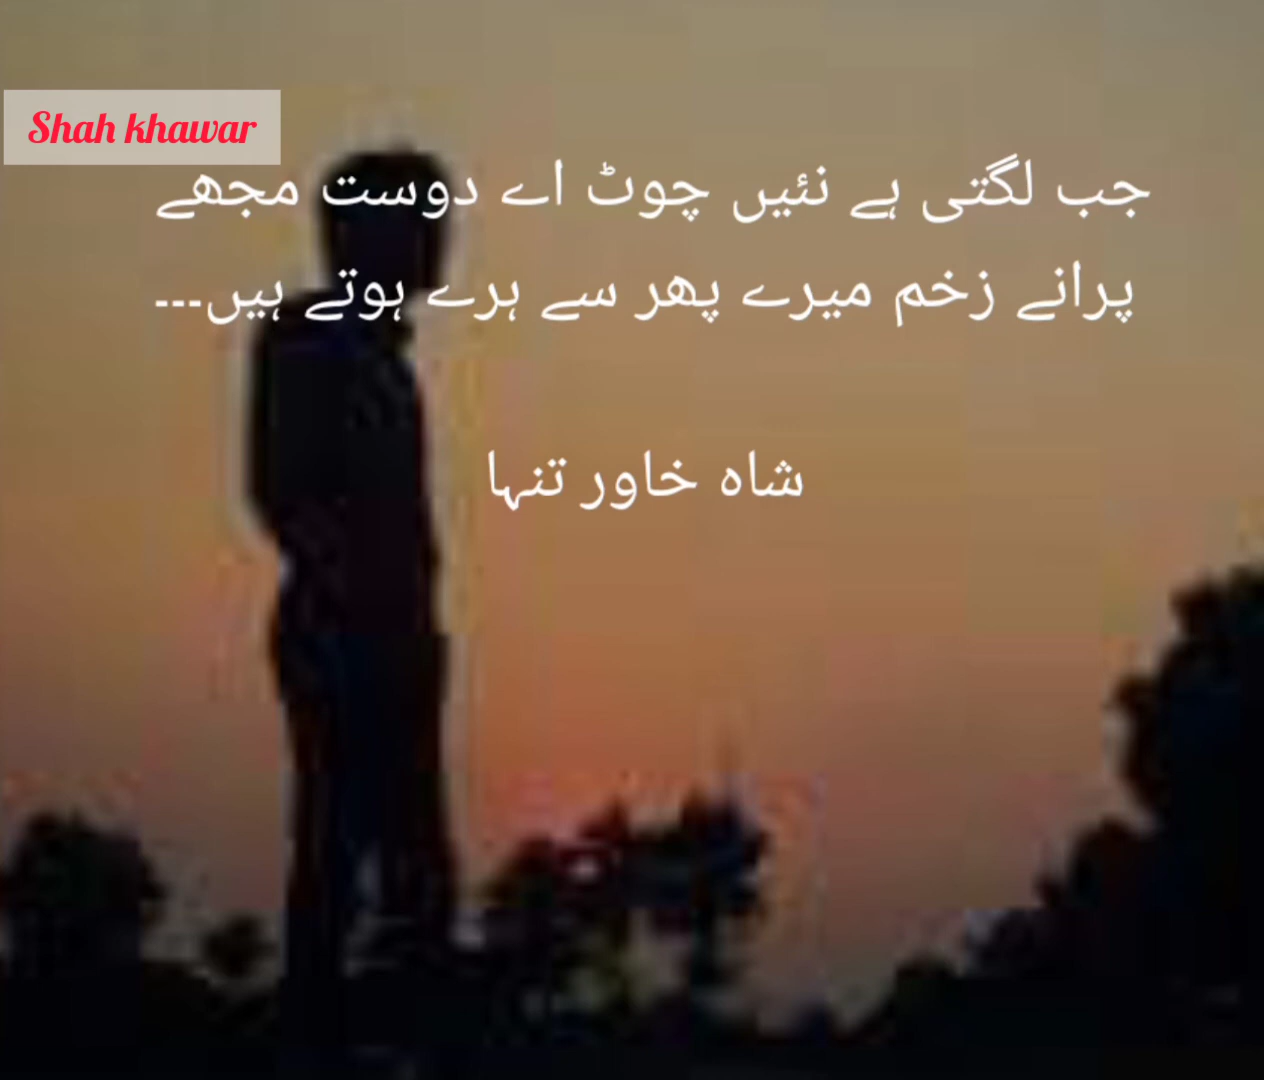 Shah khawar
جب لگتی ہے نئیں چوٹ اے دوست مجھے
پرانے زخم میرے پھر سے ہرے ہوتے ہیں۔۔۔
شاہ خاور تنہا